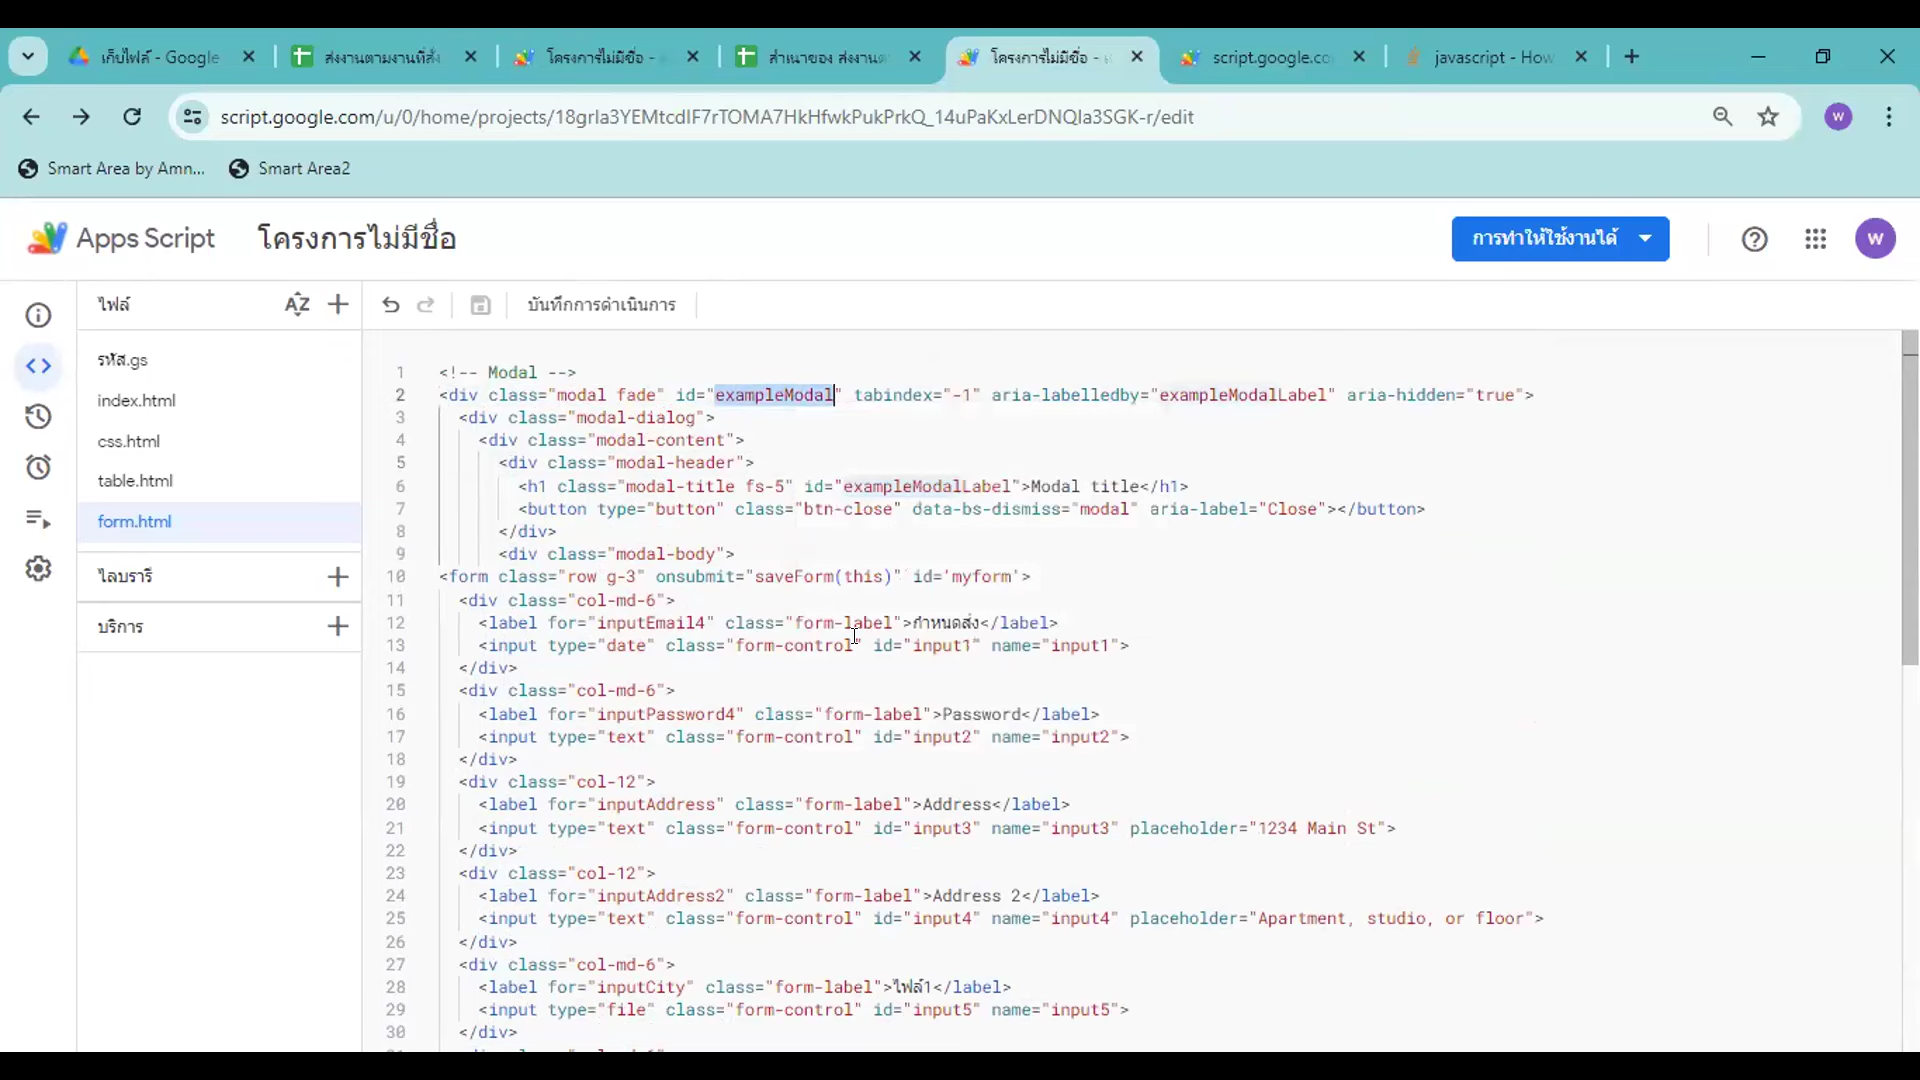 เก็บไฟล์ - Google
ส่งงานตามงานที่สั่ง
โครงการไม่มีชื่อ -
สำเนาของ ส่งงานต
โครงการไม่มีชื่อ -
script.google.co
javascript - How
script.google.com/u/0/home/projects/18grla3YEMtcdIF7rTOMA7HkHfwkPukPrkQ_14uPaKxLerDNQIa3SGK-r/edit
W
Smart Area by Amn...
Smart Area2
Apps Script
โครงการไม่มีชื่อ
การทำให้ใช้งานได้
W
ไฟล์
AZ
บันทึกการดำเนินการ
รหัส.gs
index.html
css.html
table.html
form.html
ไลบรารี
บริการ
1 <!-- Modal -->
2 <div class="modal fade" id="exampleModal" tabindex="-1" aria-labelledby="exampleModalLabel" aria-hidden="true">
3 <div class="modal-dialog">
4 <div class="modal-content">
5 <div class="modal-header">
6 <h1 class="modal-title fs-5" id="exampleModalLabel">Modal title</h1>
7 <button type="button" class="btn-close" data-bs-dismiss="modal" aria-label="Close"></button>
8 </div>
9 <div class="modal-body">
10 <form class="row g-3" onsubmit="saveForm(this)" id='myform'>
11 <div class="col-md-6">
12 <label for="inputEmail4" class="form-label">กำหนดส่ง</label>
13 <input type="date" class="form-control" id="input1" name="input1">
14 </div>
15 <div class="col-md-6">
16 <label for="inputPassword4" class="form-label">Password</label>
17 <input type="text" class="form-control" id="input2" name="input2">
18 </div>
19 <div class="col-12">
20 <label for="inputAddress" class="form-label">Address</label>
21 <input type="text" class="form-control" id="input3" name="input3" placeholder="1234 Main St">
22 </div>
23 <div class="col-12">
24 <label for="inputAddress2" class="form-label">Address 2</label>
25 <input type="text" class="form-control" id="input4" name="input4" placeholder="Apartment, studio, or floor">
26 </div>
27 <div class="col-md-6">
28 <label for="inputCity" class="form-label">ไฟล์1</label>
29 <input type="file" class="form-control" id="input5" name="input5">
30 </div>